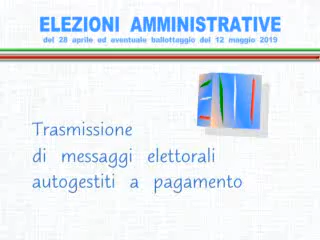 ELEZIONI AMMINISTRATIVE
del 28 aprile ed eventuale ballottaggio del 12 maggio 2019
Trasmissione
di messaggi elettorali
autogestiti a pagamento